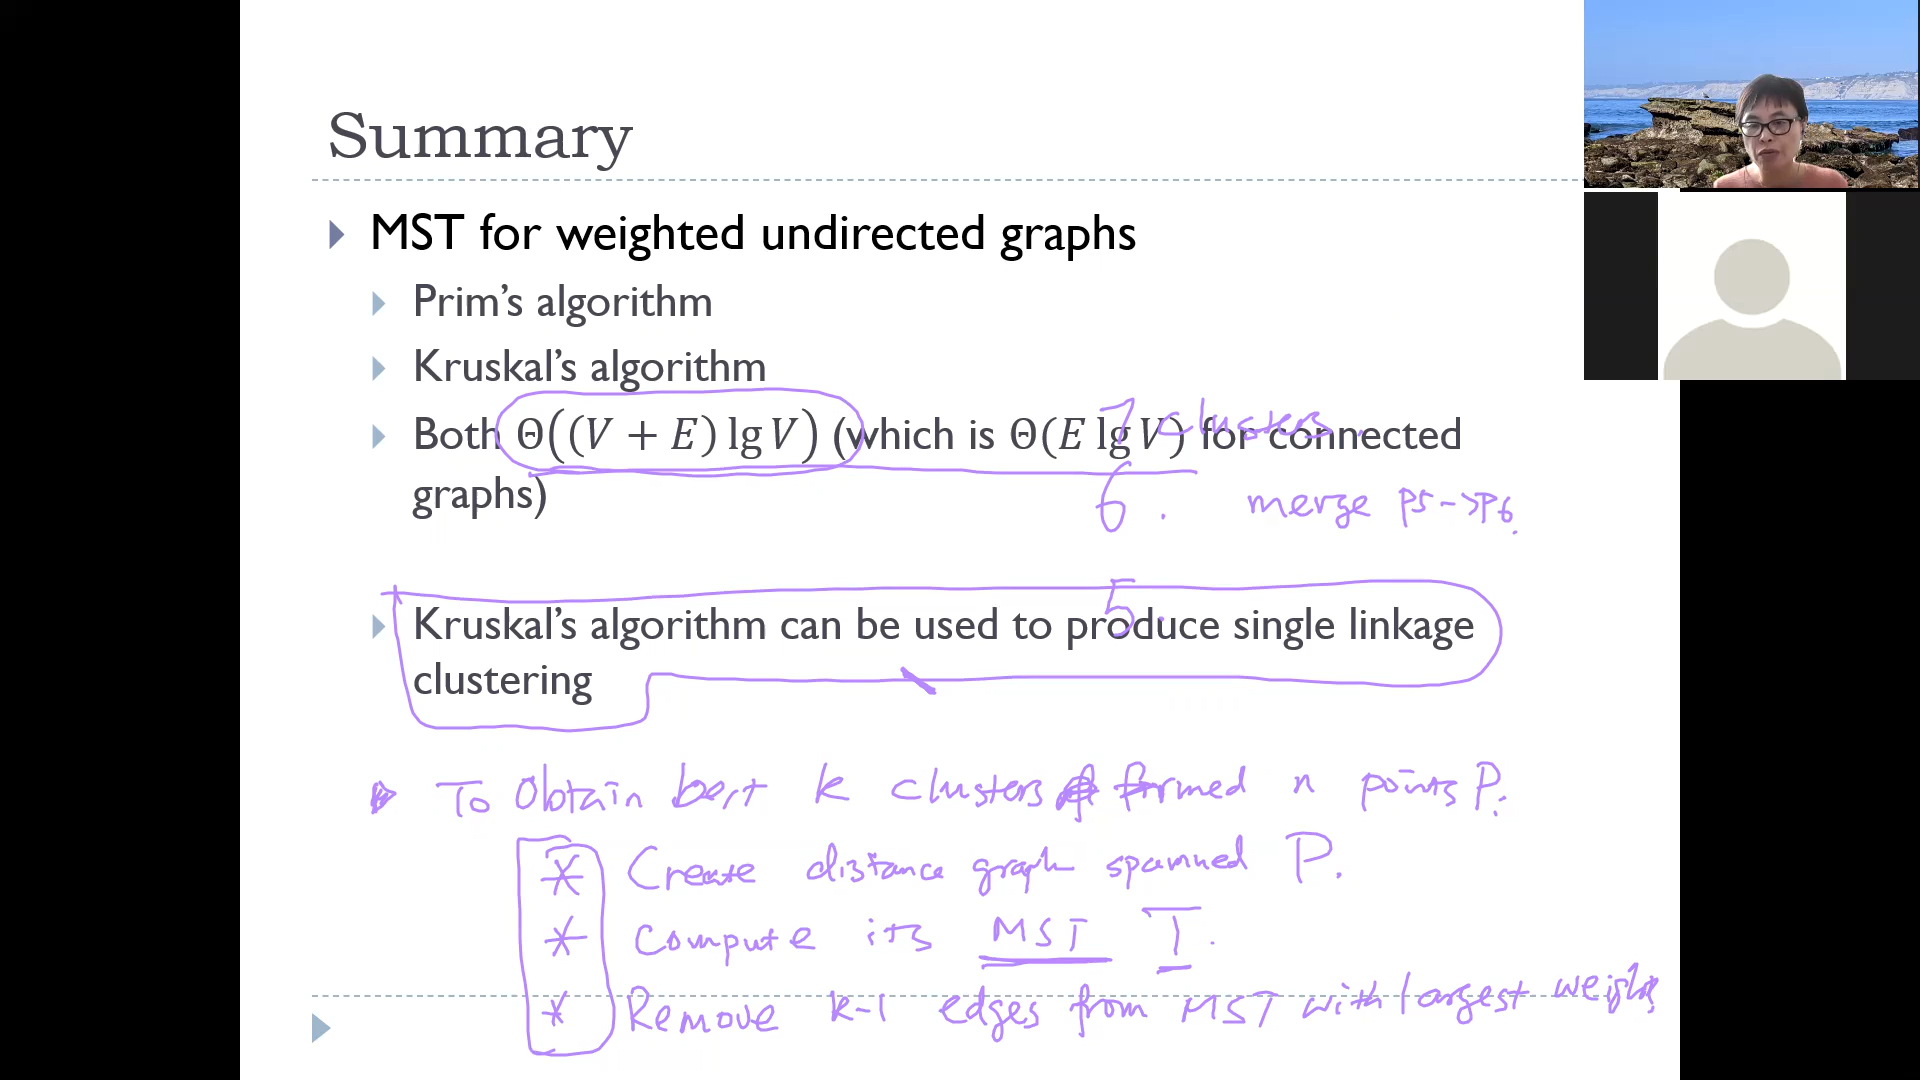 Summary
MST for weighted undirected graphs
Prim's algorithm
Kruskal's algorithm
Both Θ((V + E) lg V) (which is Θ(E lg V) for connected
graphs)
7 clusters.
6. merge P5->P6.
5.
Kruskal's algorithm can be used to produce single linkage
clustering
To Obtain best k clusters formed n points P.
* Create distance graph spanned P.
* Compute its MST T.
* Remove k-1 edges from MST with largest